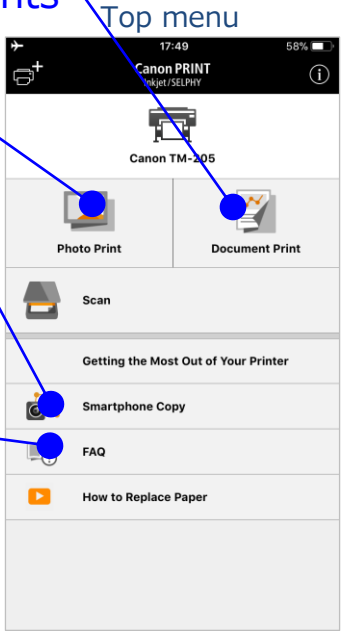 nts
Top menu
17:49
58%
Canon PRINT
Inkjet/SELPHY
Canon TM-205
Photo Print
Document Print
Scan
Getting the Most Out of Your Printer
Smartphone Copy
FAQ
How to Replace Paper